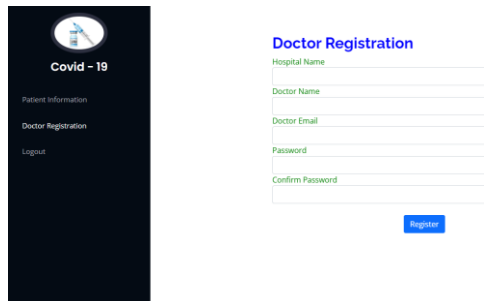 Covid - 19
Patient Information
Doctor Registration
Logout
Doctor Registration
Hospital Name
Doctor Name
Doctor Email
Password
Confirm Password
Register